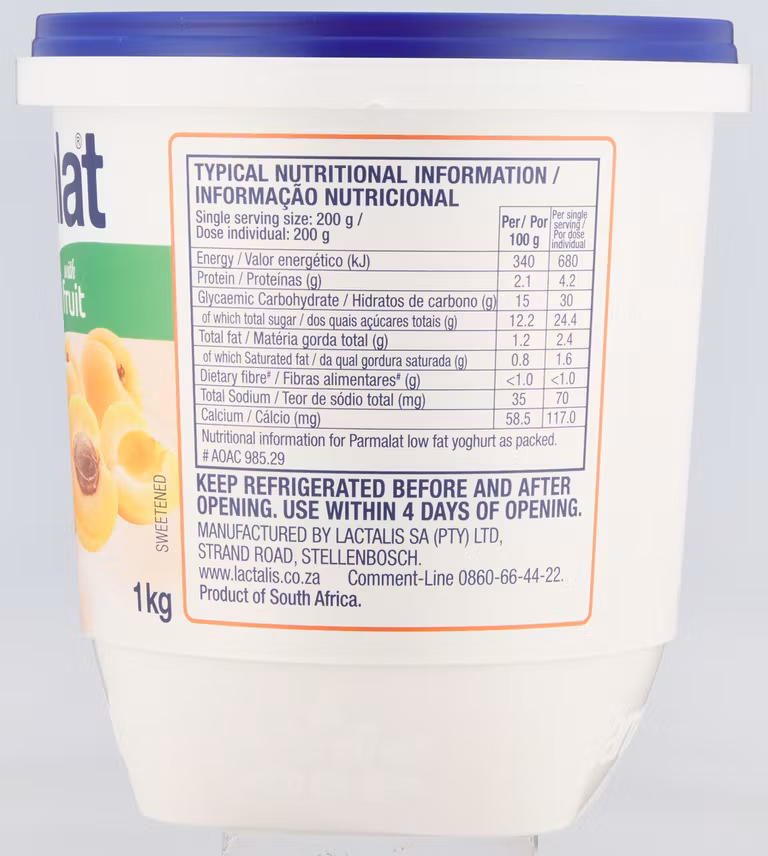 lat®
with
fruit
SWEETENED
1 kg
TYPICAL NUTRITIONAL INFORMATION /
INFORMAÇÃO NUTRICIONAL
Single serving size: 200 g /
Dose individual: 200 g
Per / Por
100 g
Per single
serving /
Por dose
individual
Energy / Valor energético (kJ) 340 680
Protein / Proteínas (g) 2.1 4.2
Glycaemic Carbohydrate / Hidratos de carbono (g) 15 30
of which total sugar / dos quais açúcares totais (g) 12.2 24.4
Total fat / Matéria gorda total (g) 1.2 2.4
of which Saturated fat / da qual gordura saturada (g) 0.8 1.6
Dietary fibre# / Fibras alimentares# (g) <1.0 <1.0
Total Sodium / Teor de sódio total (mg) 35 70
Calcium / Cálcio (mg) 58.5 117.0
Nutritional information for Parmalat low fat yoghurt as packed.
# AOAC 985.29
KEEP REFRIGERATED BEFORE AND AFTER
OPENING. USE WITHIN 4 DAYS OF OPENING.
MANUFACTURED BY LACTALIS SA (PTY) LTD,
STRAND ROAD, STELLENBOSCH.
www.lactalis.co.za Comment-Line 0860-66-44-22.
Product of South Africa.